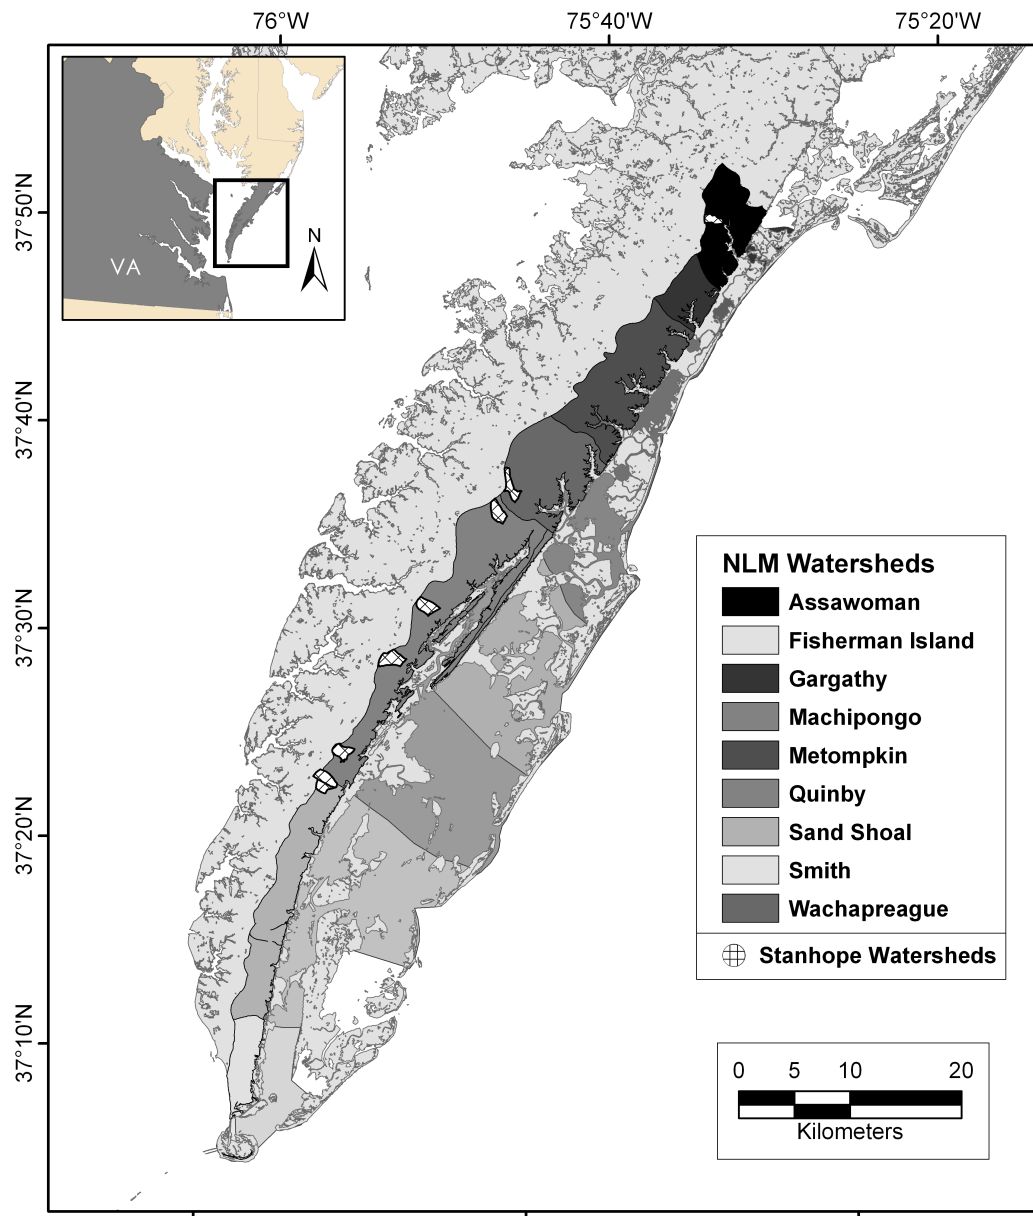 76°W 75°40'W 75°20'W
37°50'N
37°40'N
37°30'N
37°20'N
37°10'N
VA
N
NLM Watersheds
Assawoman
Fisherman Island
Gargathy
Machipongo
Metompkin
Quinby
Sand Shoal
Smith
Wachapreague
Stanhope Watersheds
0 5 10 20
Kilometers